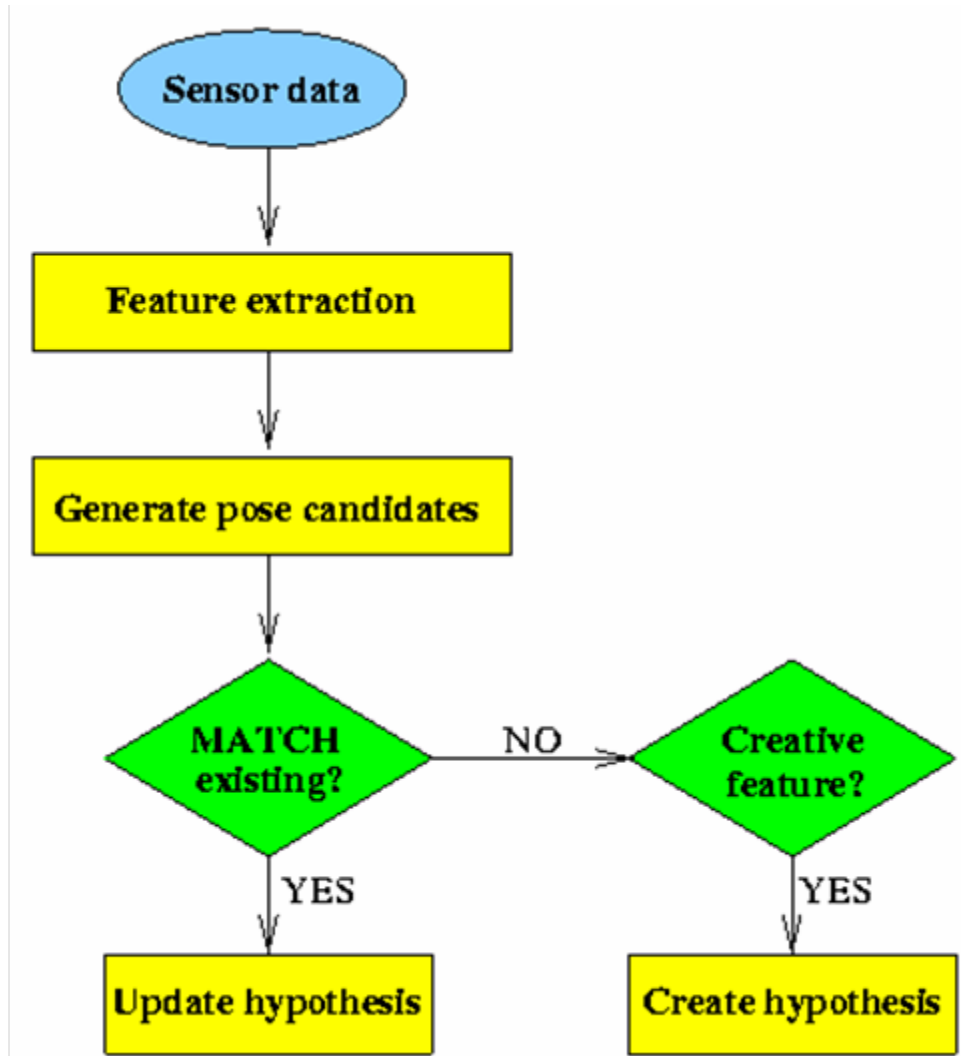 Sensor data
Feature extraction
Generate pose candidates
MATCH
existing?
NO
Creative
feature?
YES
YES
Update hypothesis
Create hypothesis